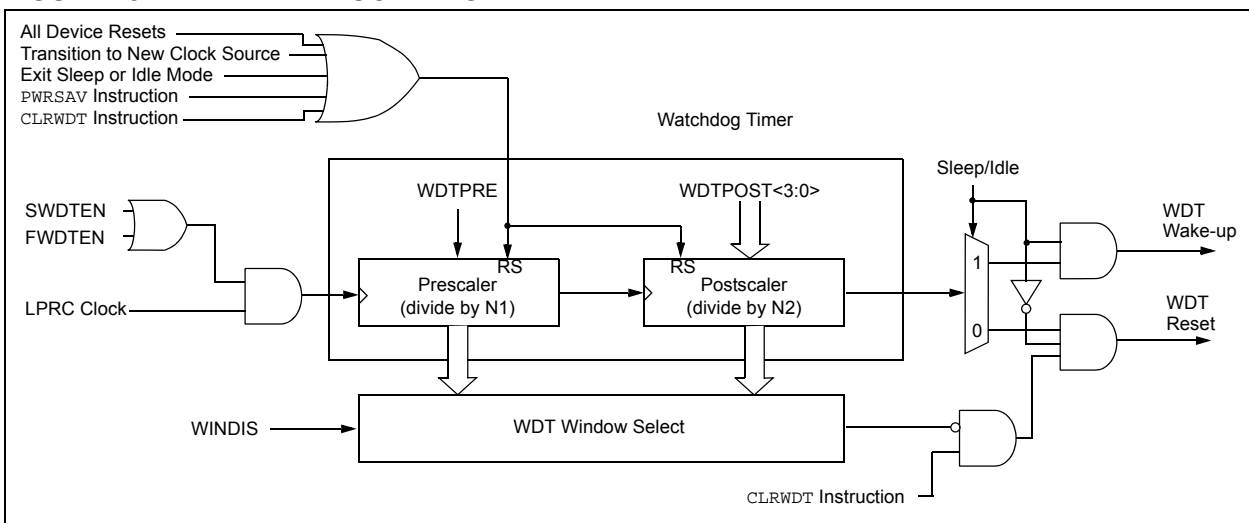 All Device Resets
Transition to New Clock Source
Exit Sleep or Idle Mode
PWRSAV Instruction
CLRWDT Instruction
Watchdog Timer
Sleep/Idle
WDTPRE
WDTPOST<3:0>
SWDTEN
FWDTEN
WDT
Wake-up
RS
RS
1
Prescaler
(divide by N1)
Postscaler
(divide by N2)
LPRC Clock
WDT
Reset
0
WINDIS
WDT Window Select
CLRWDT Instruction